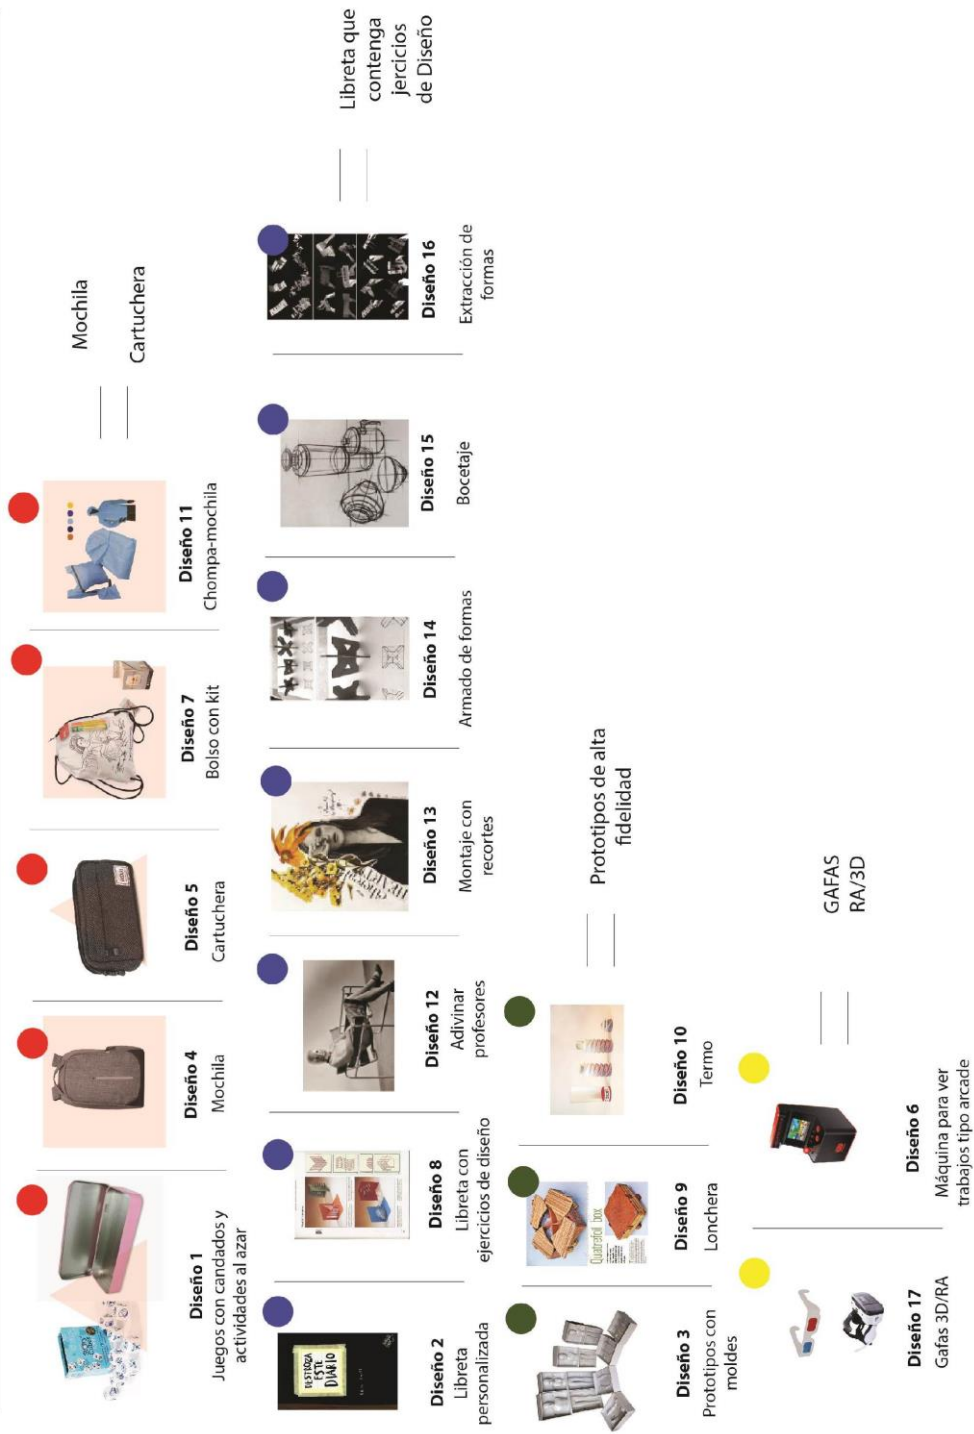 Diseño 1
Juegos con candados y
actividades al azar
Diseño 4
Mochila
Diseño 5
Cartuchera
Diseño 7
Bolso con kit
Diseño 11
Chompa-mochila
Mochila
Cartuchera
DESTROZA
ESTE
DIARIO
Diseño 2
Libreta
personalizada
Diseño 8
Libreta con
ejercicios de diseño
Diseño 12
Adivinar
profesores
Diseño 13
Montaje con
recortes
Diseño 14
Armado de formas
Diseño 15
Bocetaje
Diseño 16
Extracción de
formas
Libreta que
contenga
jercicios
de Diseño
Diseño 3
Prototipos con
moldes
Quatrefoil box
Diseño 9
Lonchera
Diseño 10
Termo
Prototipos de alta
fidelidad
Diseño 17
Gafas 3D/RA
Diseño 6
Máquina para ver
trabajos tipo arcade
GAFAS
RA/3D